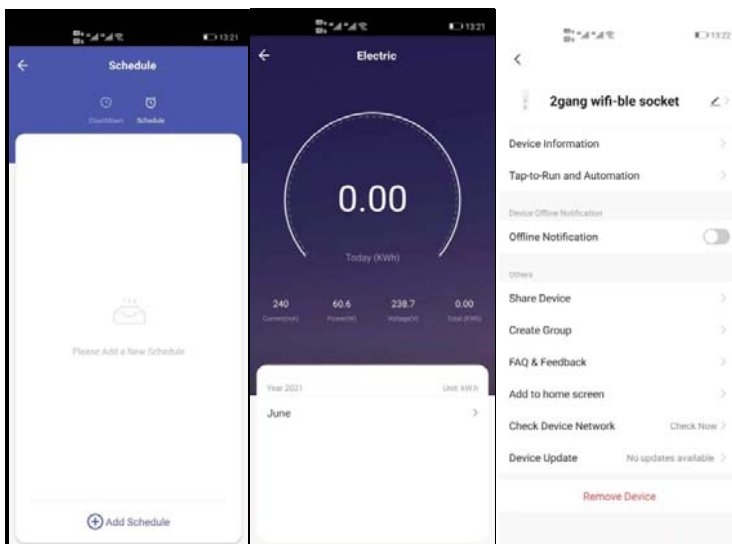 13:21
Schedule
Countdown Schedule
Please Add a New Schedule
Add Schedule
13:21
Electric
0.00
Today (KWh)
240 60.6 238.7 0.00
Current(mA) Power(W) Voltage(V) Total (KWh)
Year 2021 Unit: kW.h
June
13:22
2gang wifi-ble socket
Device Information
Tap-to-Run and Automation
Device Offline Notification
Offline Notification
Others
Share Device
Create Group
FAQ & Feedback
Add to home screen
Check Device Network Check Now
Device Update No updates available
Remove Device